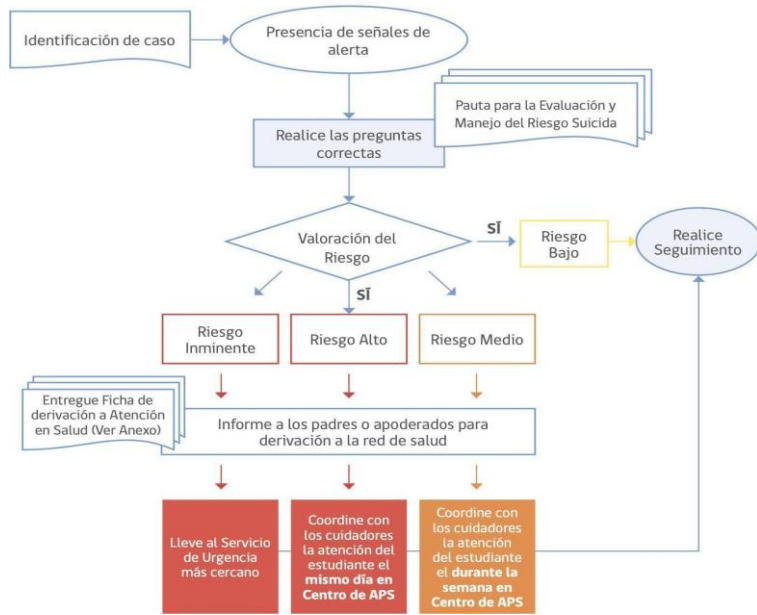 Identificación de caso
Presencia de señales de
alerta
Pauta para la Evaluación y
Manejo del Riesgo Suicida
Realice las preguntas
correctas
Valoración del
Riesgo
SÍ
Riesgo
Bajo
Realice
Seguimiento
SÍ
Riesgo
Inminente
Riesgo Alto
Riesgo Medio
Entregue Ficha de
derivación a Atención
en Salud (Ver Anexo)
Informe a los padres o apoderados para
derivación a la red de salud
Lleve al Servicio
de Urgencia
más cercano
Coordine con
los cuidadores
la atención del
estudiante el
mismo día en
Centro de APS
Coordine con
los cuidadores
la atención
del estudiante
el durante la
semana en
Centro de APS